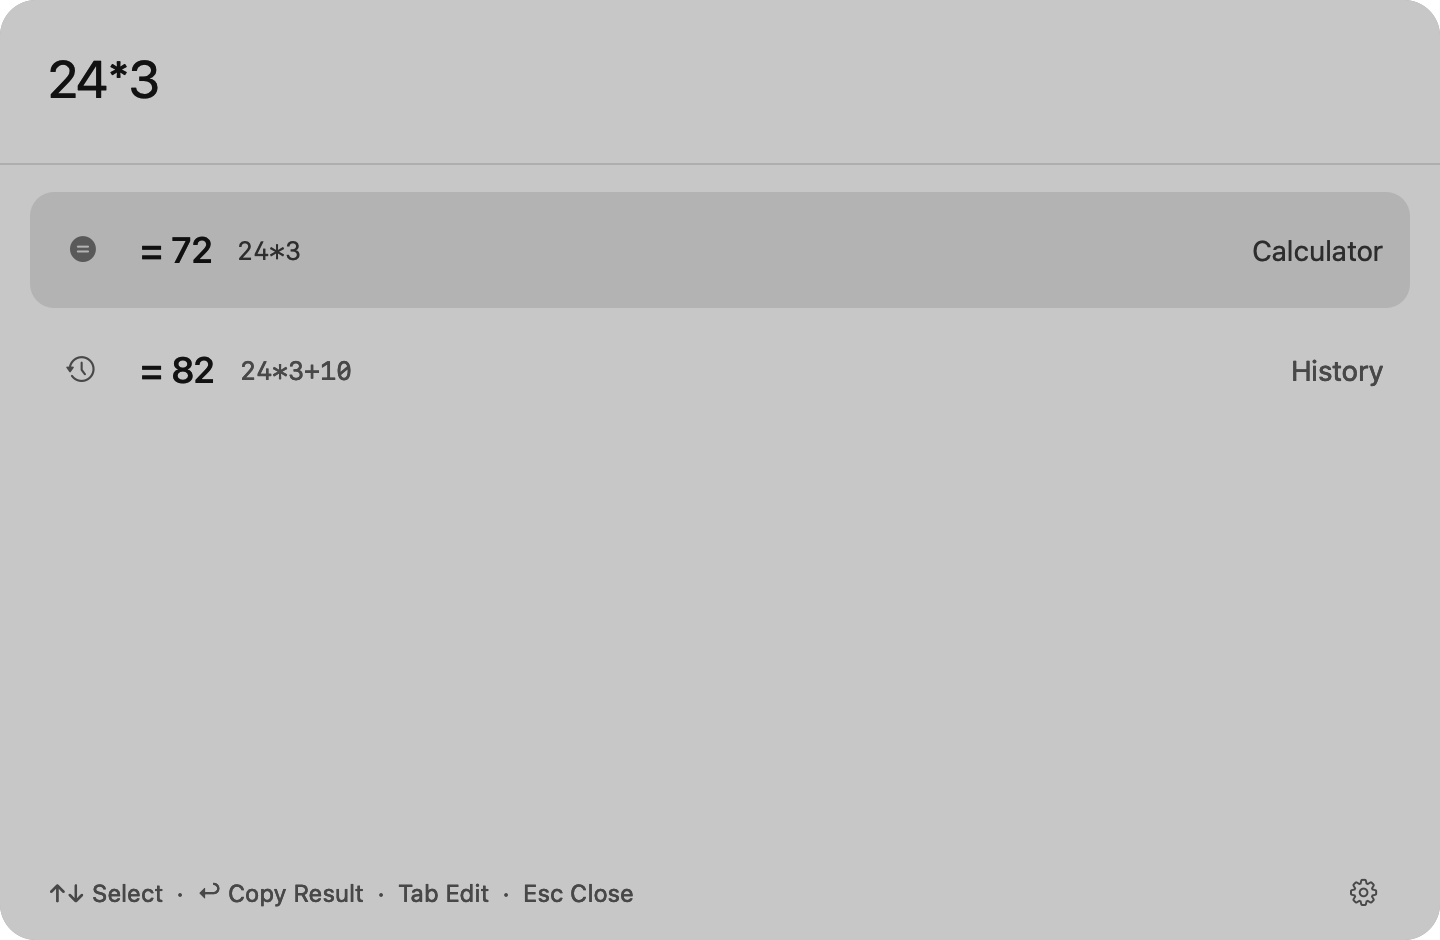 24*3
= 72 24*3 Calculator
= 82 24*3+10 History
↑↓ Select · ↩ Copy Result · Tab Edit · Esc Close